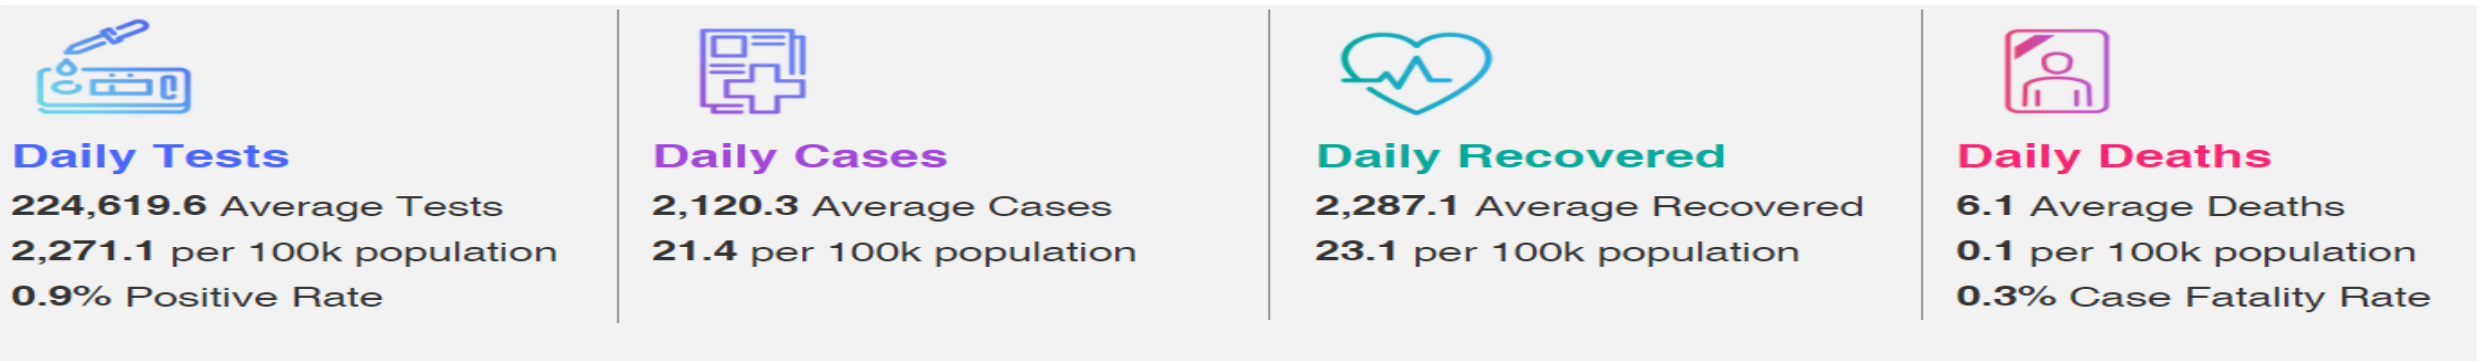 Daily Tests
224,619.6 Average Tests
2,271.1 per 100k population
0.9% Positive Rate
Daily Cases
2,120.3 Average Cases
21.4 per 100k population
Daily Recovered
2,287.1 Average Recovered
23.1 per 100k population
Daily Deaths
6.1 Average Deaths
0.1 per 100k population
0.3% Case Fatality Rate